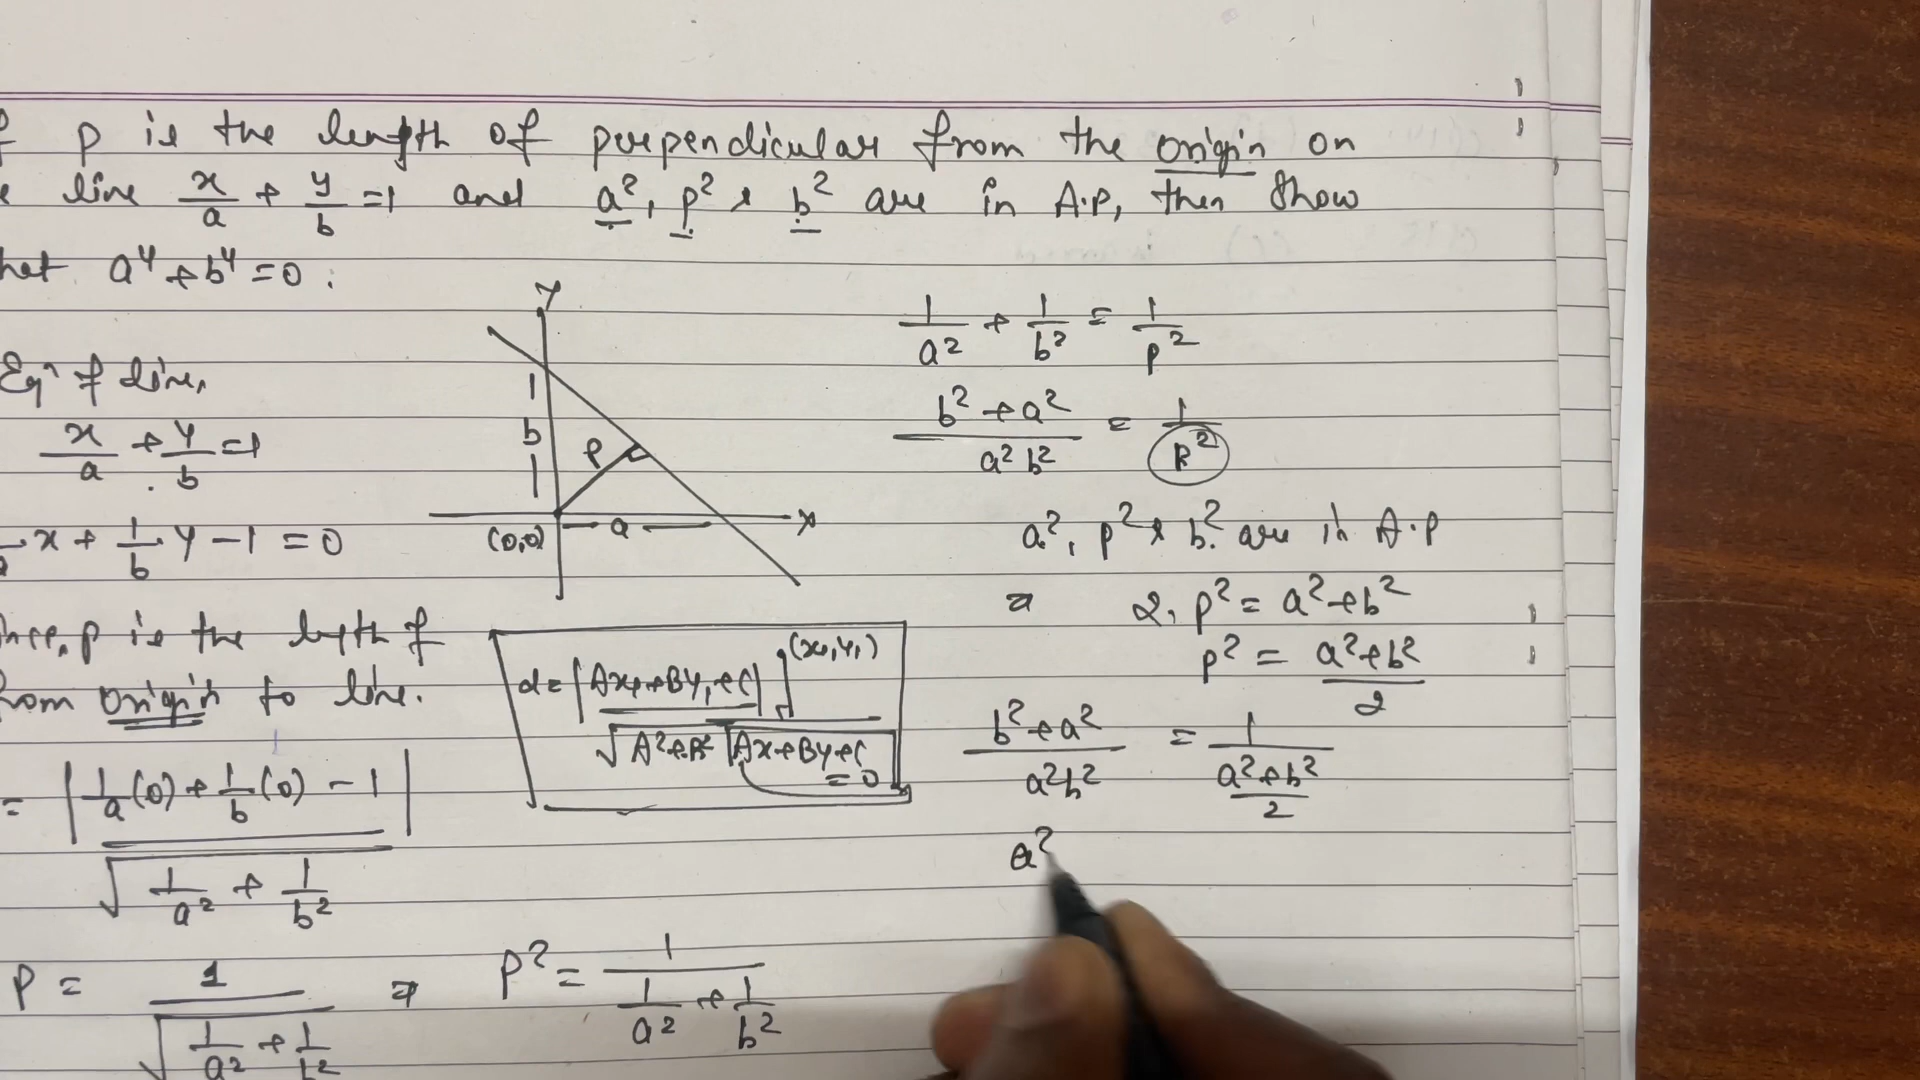 p is the length of perpendicular from the origin on
line x/a + y/b = 1 and a², p² & b² are in A.P, then show
a⁴ + b⁴ = 0 :
Eqⁿ of line,
x/a + y/b = 1
x + 1/b y - 1 = 0
p is the length of
origin to line.
= |1/a (0) + 1/b (0) - 1|
√(1/a² + 1/b²)
P = 1/√(1/a² + 1/b²) ⇒ P² = 1/(1/a² + 1/b²)
y
b
p
(0,0) a x
d = |Ax₁ + By₁ + C| (x₁, y₁)
√A² + B² Ax + By + C
= 0
1/a² + 1/b² = 1/p²
(b² + a²)/(a² b²) = 1/p²
a², p² & b² are in A.P
⇒ 2, p² = a² + b²
p² = (a² + b²)/2
(b² + a²)/(a²b²) = 1/((a² + b²)/2)
a²